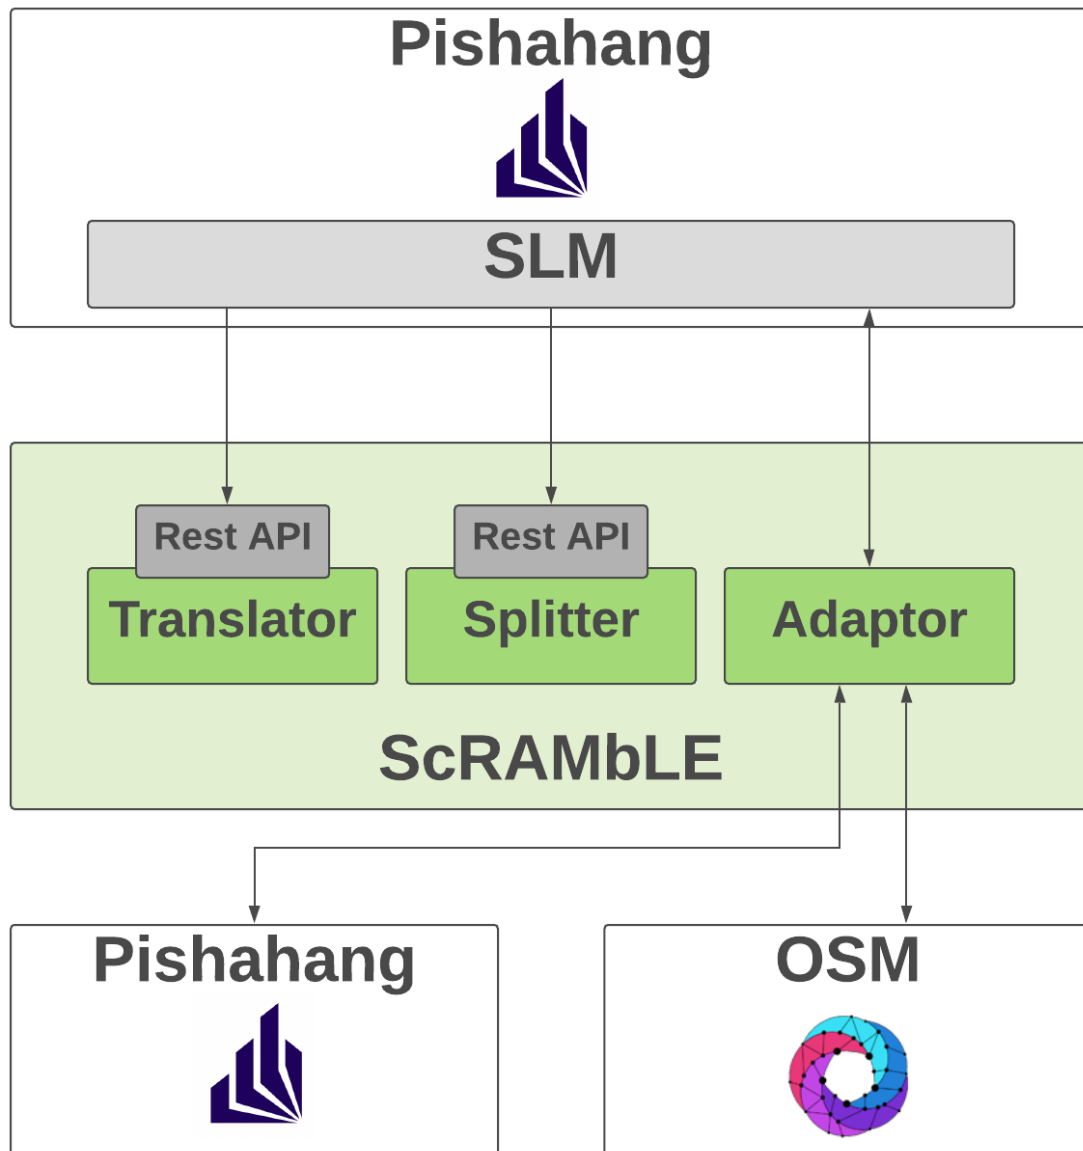 Pishahang
SLM
Rest API
Rest API
Translator
Splitter
Adaptor
ScRAMbLE
Pishahang
OSM